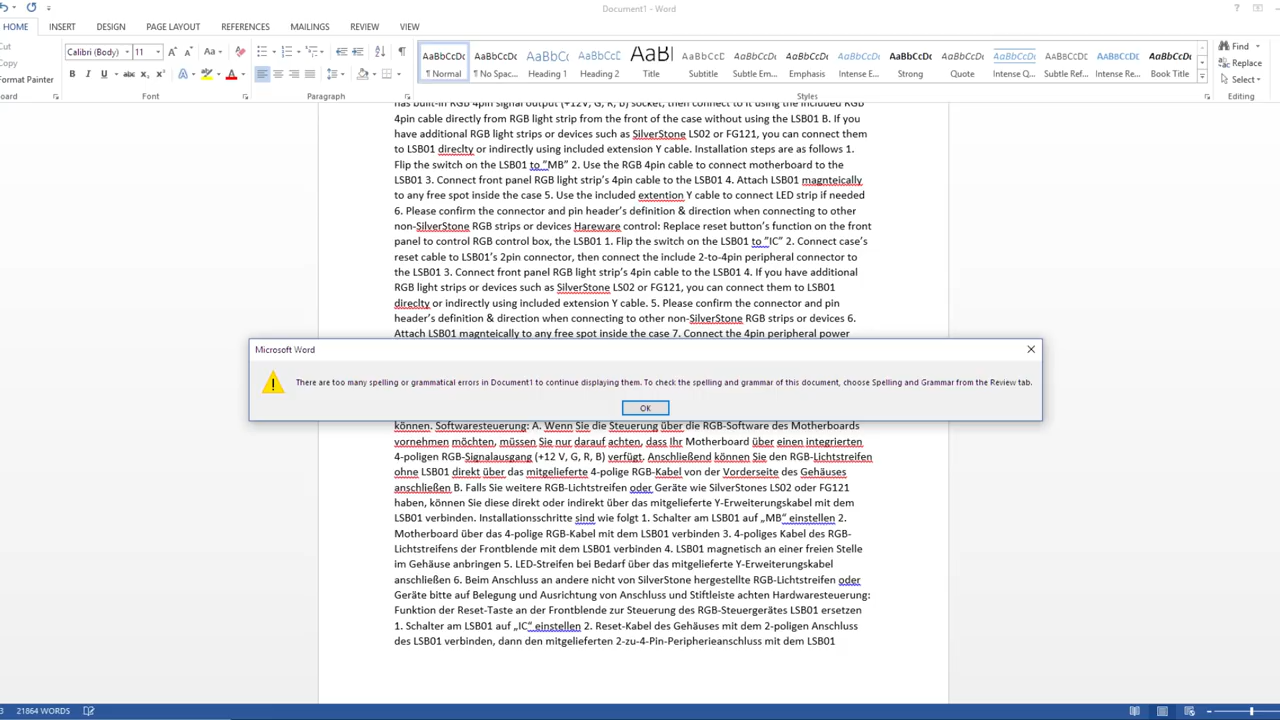 Document1 - Word
HOME INSERT DESIGN PAGE LAYOUT REFERENCES MAILINGS REVIEW VIEW
Cut
Copy
Format Painter
Calibri (Body) 11
Normal No Spac... Heading 1 Heading 2 Title Subtitle Subtle Em... Emphasis Intense E... Strong Quote Intense Q... Subtle Ref... Intense Re... Book Title
Find
Replace
Select
Font Paragraph Styles Editing
has built-in RGB 4pin signal output (+12V, G, R, B) socket, then connect to it using the included RGB
4pin cable directly from RGB light strip from the front of the case without using the LSB01 B. If you
have additional RGB light strips or devices such as SilverStone LS02 or FG121, you can connect them
to LSB01 direclty or indirectly using included extension Y cable. Installation steps are as follows 1.
Flip the switch on the LSB01 to "MB" 2. Use the RGB 4pin cable to connect motherboard to the
LSB01 3. Connect front panel RGB light strip's 4pin cable to the LSB01 4. Attach LSB01 magnteically
to any free spot inside the case 5. Use the included extention Y cable to connect LED strip if needed
6. Please confirm the connector and pin header's definition & direction when connecting to other
non-SilverStone RGB strips or devices Hareware control: Replace reset button's function on the front
panel to control RGB control box, the LSB01 1. Flip the switch on the LSB01 to "IC" 2. Connect case's
reset cable to LSB01's 2pin connector, then connect the include 2-to-4pin peripheral connector to
the LSB01 3. Connect front panel RGB light strip's 4pin cable to the LSB01 4. If you have additional
RGB light strips or devices such as SilverStone LS02 or FG121, you can connect them to LSB01
direclty or indirectly using included extension Y cable. 5. Please confirm the connector and pin
header's definition & direction when connecting to other non-SilverStone RGB strips or devices 6.
Attach LSB01 magnteically to any free spot inside the case 7. Connect the 4pin peripheral power
Microsoft Word
There are too many spelling or grammatical errors in Document1 to continue displaying them. To check the spelling and grammar of this document, choose Spelling and Grammar from the Review tab.
OK
können. Softwaresteuerung: A. Wenn Sie die Steuerung über die RGB-Software des Motherboards
vornehmen möchten, müssen Sie nur darauf achten, dass Ihr Motherboard über einen integrierten
4-poligen RGB-Signalausgang (+12 V, G, R, B) verfügt. Anschließend können Sie den RGB-Lichtstreifen
ohne LSB01 direkt über das mitgelieferte 4-polige RGB-Kabel von der Vorderseite des Gehäuses
anschließen B. Falls Sie weitere RGB-Lichtstreifen oder Geräte wie SilverStones LS02 oder FG121
haben, können Sie diese direkt oder indirekt über das mitgelieferte Y-Erweiterungskabel mit dem
LSB01 verbinden. Installationsschritte sind wie folgt 1. Schalter am LSB01 auf „MB“ einstellen 2.
Motherboard über das 4-polige RGB-Kabel mit dem LSB01 verbinden 3. 4-poliges Kabel des RGB-
Lichtstreifens der Frontblende mit dem LSB01 verbinden 4. LSB01 magnetisch an einer freien Stelle
im Gehäuse anbringen 5. LED-Streifen bei Bedarf über das mitgelieferte Y-Erweiterungskabel
anschließen 6. Beim Anschluss an andere nicht von SilverStone hergestellte RGB-Lichtstreifen oder
Geräte bitte auf Belegung und Ausrichtung von Anschluss und Stiftleiste achten Hardwaresteuerung:
Funktion der Reset-Taste an der Frontblende zur Steuerung des RGB-Steuergerätes LSB01 ersetzen
1. Schalter am LSB01 auf „IC“ einstellen 2. Reset-Kabel des Gehäuses mit dem 2-poligen Anschluss
des LSB01 verbinden, dann den mitgelieferten 2-zu-4-Pin-Peripherieanschluss mit dem LSB01
21864 WORDS